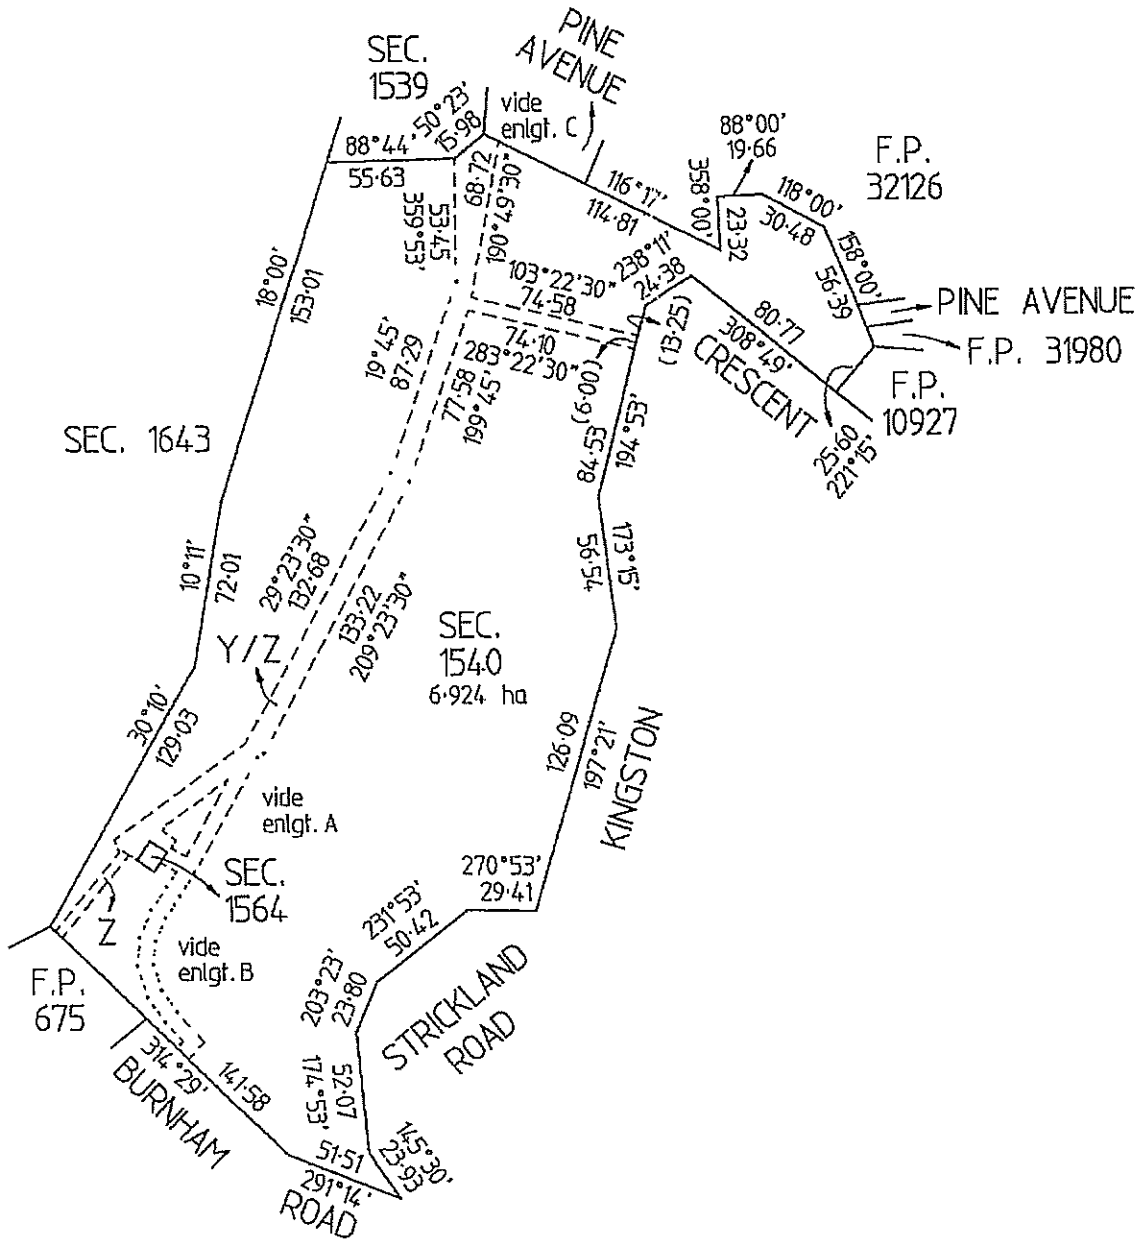 PINE
AVENUE
SEC.
1539
vide
enlgt. C
50°23'
15·98
88°44'
55·63
88°00'
19·66
F.P.
32126
116°17'
114·81
358°00'
23·32
118°00'
30·48
158°00'
56·39
68·72
190°49'30"
53·45
359°53'
18°00'
153·01
103°22'30"
74·58
238°11'
24·38
74·10
283°22'30"
(13·25)
(6·00)
80·77
308°49'
CRESCENT
PINE AVENUE
F.P. 31980
F.P.
10927
25·60
221°15'
19°45'
87·29
77·58
199°45'
84·53
194°53'
SEC. 1643
10°11'
72·01
29°23'30"
132·68
133·22
209°23'30"
56·54
173°15'
SEC.
1540
6·924 ha
Y/Z
30°10'
129·03
126·09
197°21'
KINGSTON
vide
enlgt. A
SEC.
1564
Z
270°53'
29·41
231°53'
50·42
vide
enlgt. B
F.P.
675
203°23'
23·80
STRICKLAND
ROAD
314°29'
141·58
BURNHAM
ROAD
174°53'
52·07
145°30'
23·93
51·51
291°14'